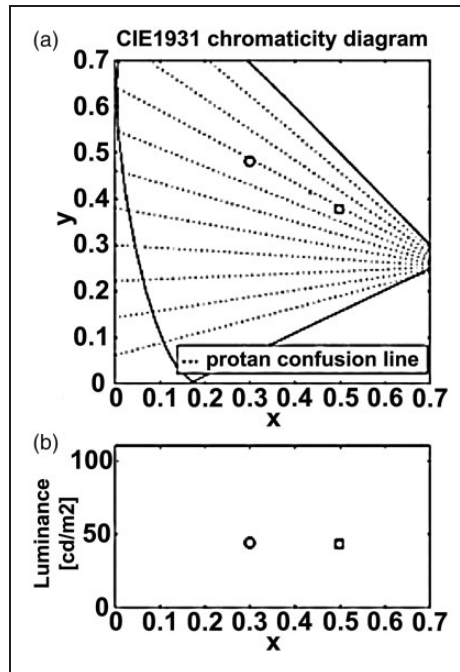 (a) CIE1931 chromaticity diagram
0.7
0.6
0.5
0.4
y
0.3
0.2
0.1
0
protan confusion line
0 0.1 0.2 0.3 0.4 0.5 0.6 0.7
x
(b)
100
Luminance
[cd/m2]
50
0
0 0.1 0.2 0.3 0.4 0.5 0.6 0.7
x